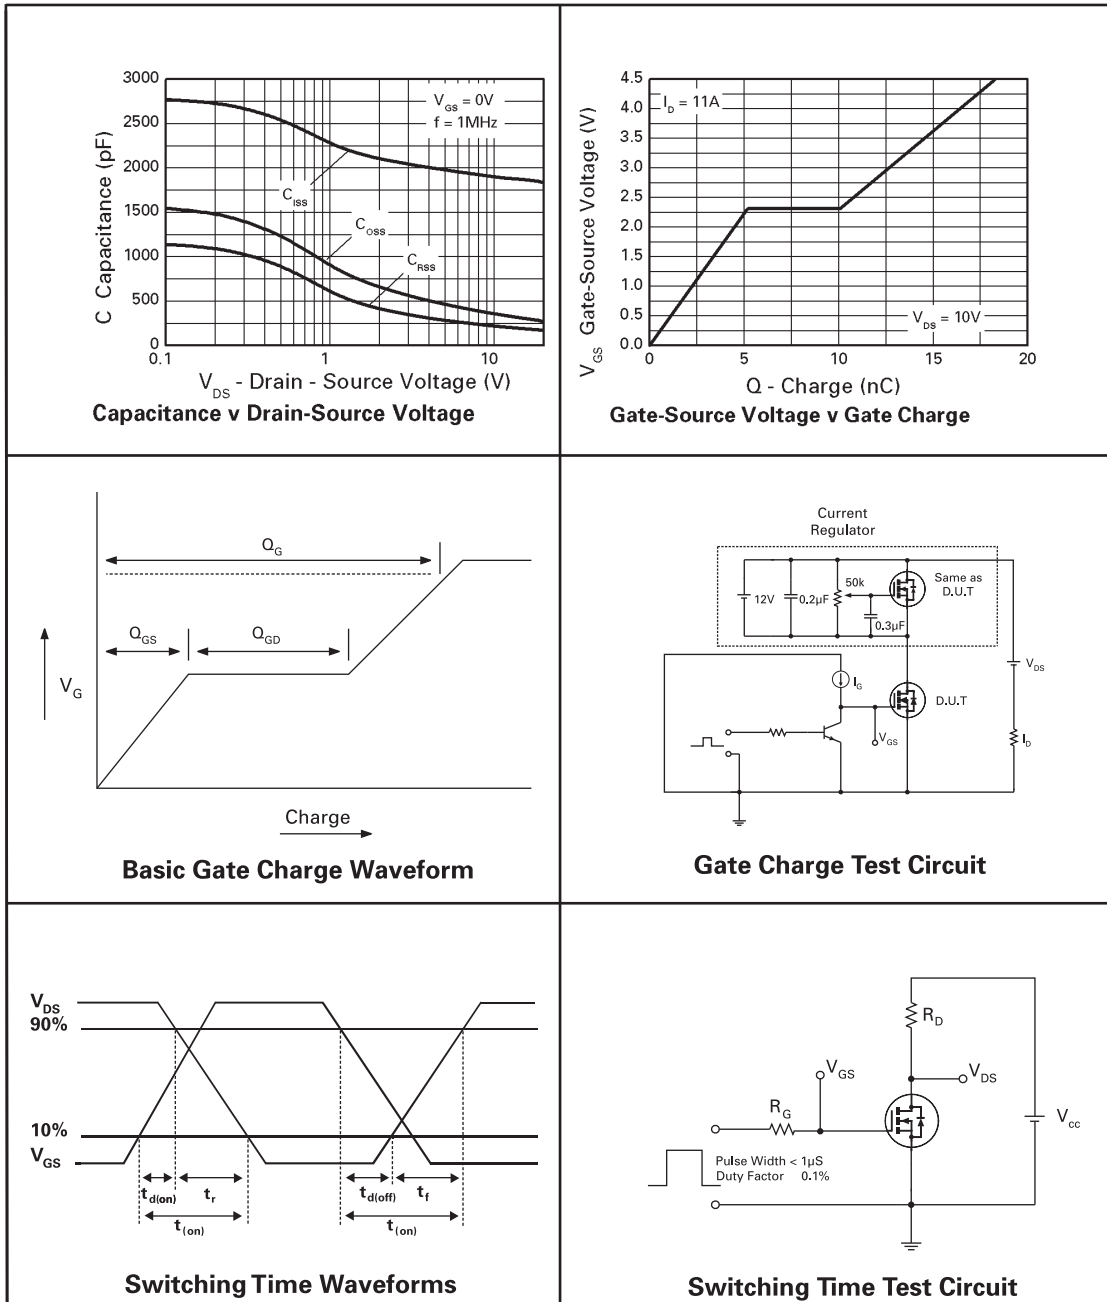 3000
2500
2000
1500
1000
500
0
C Capacitance (pF)
V_GS = 0V
f = 1MHz
C_ISS
C_OSS
C_RSS
0.1 1 10
V_DS - Drain - Source Voltage (V)
Capacitance v Drain-Source Voltage
4.5
4.0
3.5
3.0
2.5
2.0
1.5
1.0
0.5
0.0
V_GS Gate-Source Voltage (V)
I_D = 11A
V_DS = 10V
0 5 10 15 20
Q - Charge (nC)
Gate-Source Voltage v Gate Charge
Q_G
Q_GS
Q_GD
V_G
Charge
Basic Gate Charge Waveform
Current
Regulator
12V
0.2µF
50k
0.3µF
Same as
D.U.T
I_G
D.U.T
V_GS
V_DS
I_D
Gate Charge Test Circuit
V_DS
90%
10%
V_GS
t_d(on) t_r t_d(off) t_f
t_(on) t_(on)
Switching Time Waveforms
R_D
V_GS
V_DS
R_G
V_cc
Pulse Width < 1µS
Duty Factor 0.1%
Switching Time Test Circuit